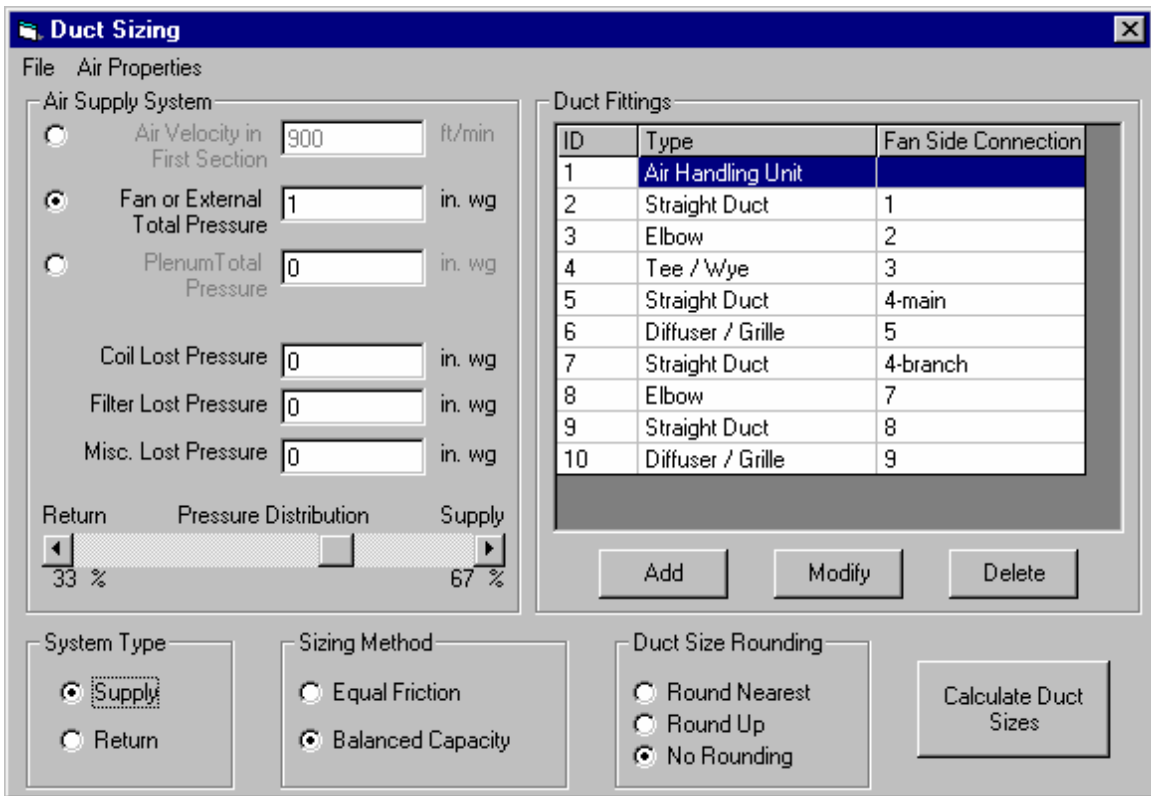 Duct Sizing
File Air Properties
Air Supply System
Air Velocity in First Section 900 ft/min
Fan or External Total Pressure 1 in. wg
PlenumTotal Pressure 0 in. wg
Coil Lost Pressure 0 in. wg
Filter Lost Pressure 0 in. wg
Misc. Lost Pressure 0 in. wg
Return Pressure Distribution Supply
33 % 67 %
Duct Fittings
ID Type Fan Side Connection
1 Air Handling Unit
2 Straight Duct 1
3 Elbow 2
4 Tee / Wye 3
5 Straight Duct 4-main
6 Diffuser / Grille 5
7 Straight Duct 4-branch
8 Elbow 7
9 Straight Duct 8
10 Diffuser / Grille 9
Add Modify Delete
System Type
Supply
Return
Sizing Method
Equal Friction
Balanced Capacity
Duct Size Rounding
Round Nearest
Round Up
No Rounding
Calculate Duct
Sizes